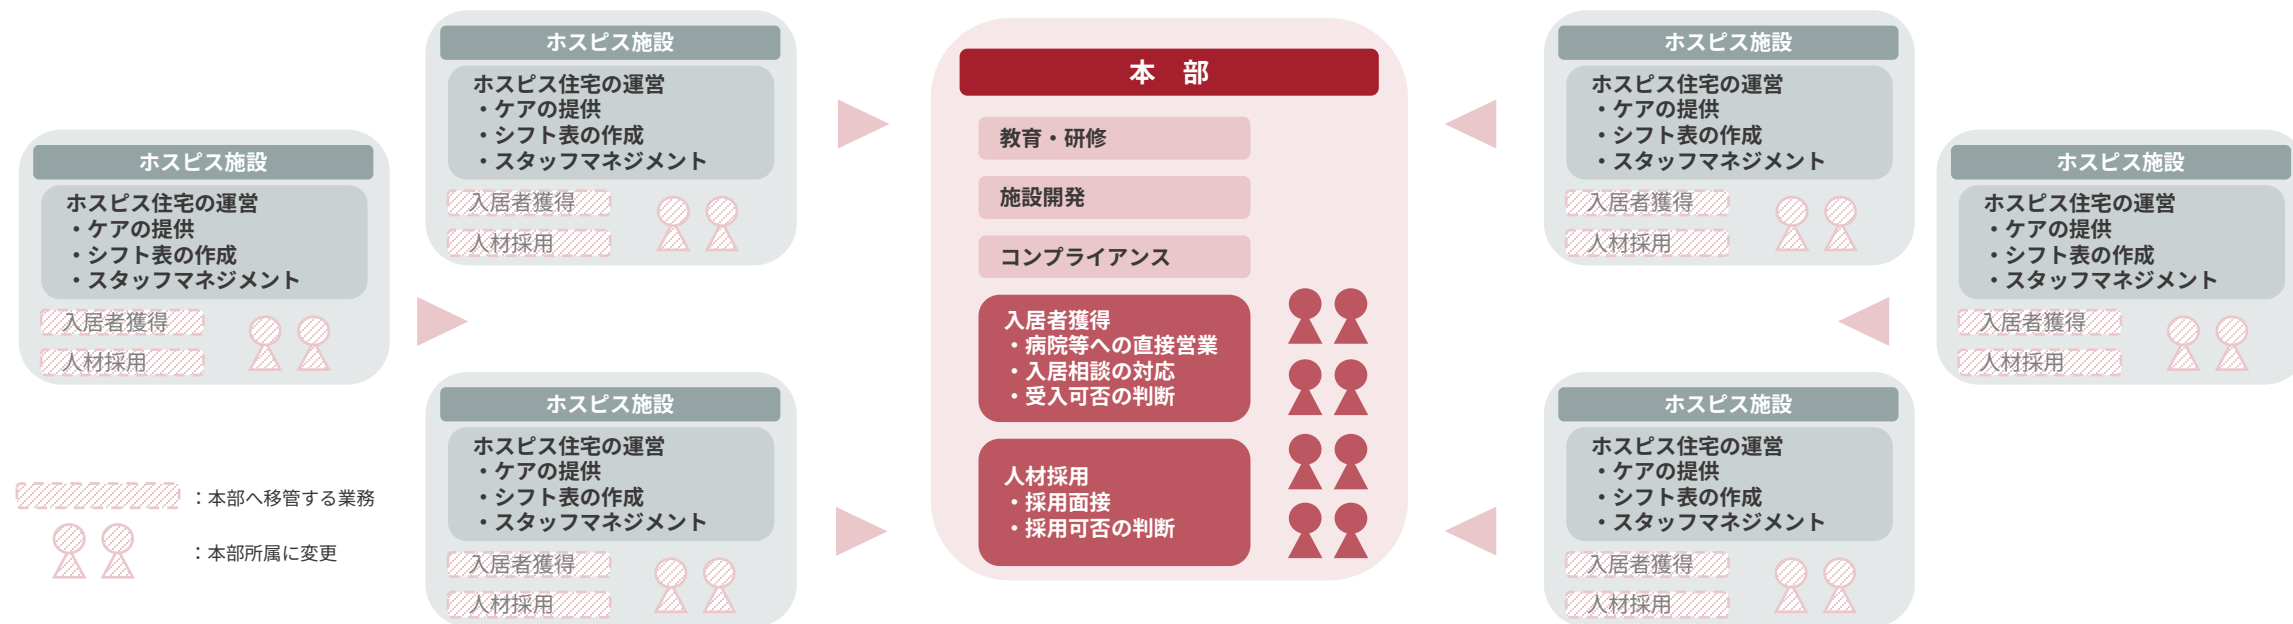 ホスピス施設
ホスピス住宅の運営
・ケアの提供
・シフト表の作成
・スタッフマネジメント
入居者獲得
人材採用
ホスピス施設
ホスピス住宅の運営
・ケアの提供
・シフト表の作成
・スタッフマネジメント
入居者獲得
人材採用
ホスピス施設
ホスピス住宅の運営
・ケアの提供
・シフト表の作成
・スタッフマネジメント
入居者獲得
人材採用
：本部へ移管する業務
：本部所属に変更
本　部
教育・研修
施設開発
コンプライアンス
入居者獲得
・病院等への直接営業
・入居相談の対応
・受入可否の判断
人材採用
・採用面接
・採用可否の判断
ホスピス施設
ホスピス住宅の運営
・ケアの提供
・シフト表の作成
・スタッフマネジメント
入居者獲得
人材採用
ホスピス施設
ホスピス住宅の運営
・ケアの提供
・シフト表の作成
・スタッフマネジメント
入居者獲得
人材採用
ホスピス施設
ホスピス住宅の運営
・ケアの提供
・シフト表の作成
・スタッフマネジメント
入居者獲得
人材採用